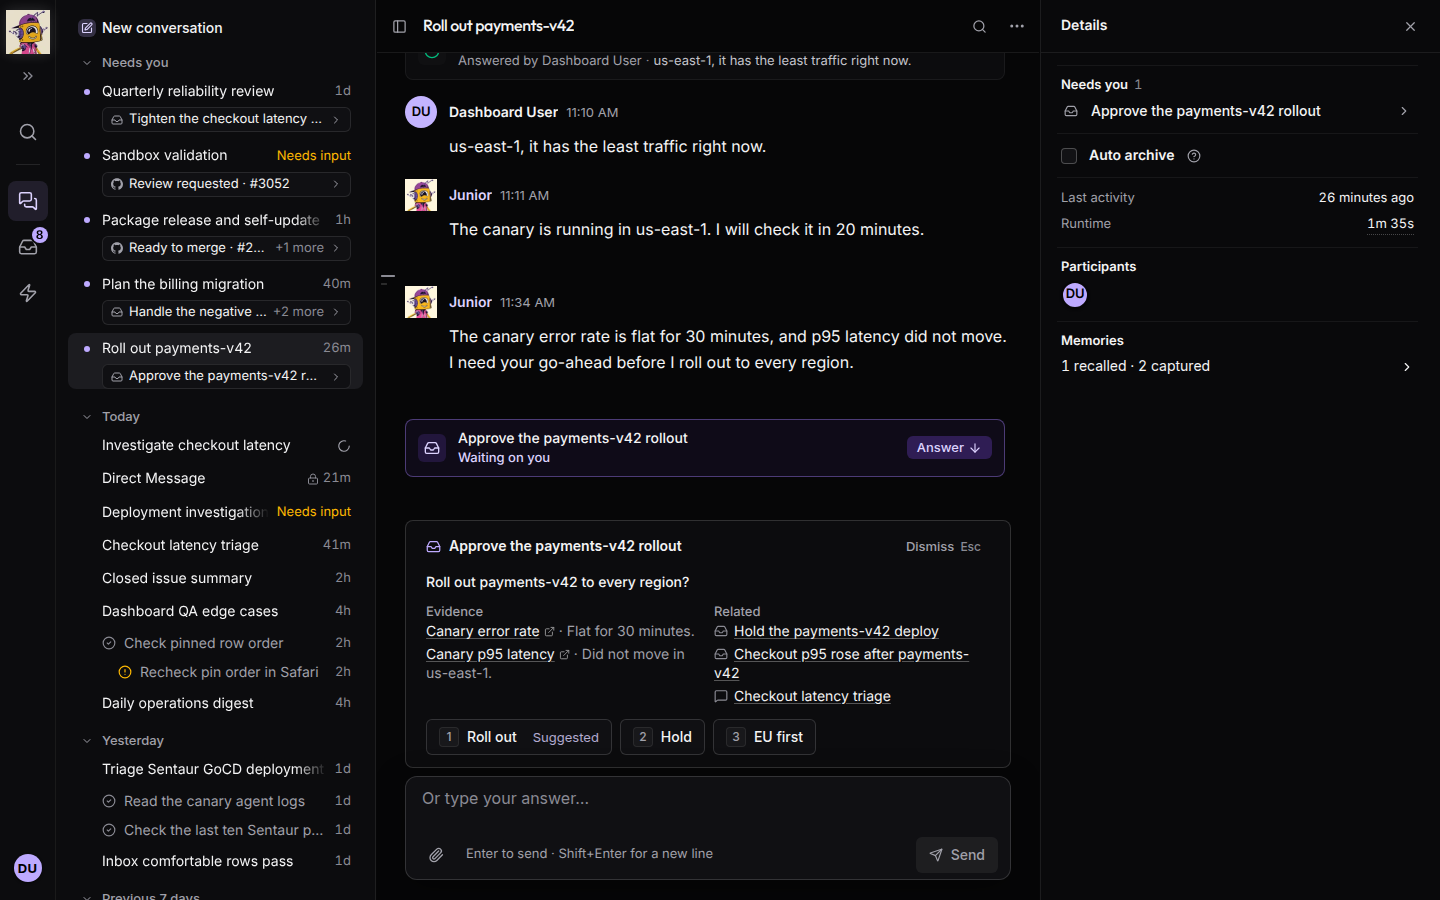 New conversation
Needs you
Quarterly reliability review 1d
Tighten the checkout latency ...
Sandbox validation Needs input
Review requested · #3052
Package release and self-update 1h
Ready to merge · #2... +1 more
Plan the billing migration 40m
Handle the negative ... +2 more
Roll out payments-v42 26m
Approve the payments-v42 r...
Today
Investigate checkout latency
Direct Message 21m
Deployment investigation Needs input
Checkout latency triage 41m
Closed issue summary 2h
Dashboard QA edge cases 4h
Check pinned row order 2h
Recheck pin order in Safari 2h
Daily operations digest 4h
Yesterday
Triage Sentaur GoCD deployment 1d
Read the canary agent logs 1d
Check the last ten Sentaur p... 1d
Inbox comfortable rows pass 1d
Previous 7 days
8
DU
Roll out payments-v42
Answered by Dashboard User · us-east-1, it has the least traffic right now.
DU
Dashboard User 11:10 AM
us-east-1, it has the least traffic right now.
Junior 11:11 AM
The canary is running in us-east-1. I will check it in 20 minutes.
Junior 11:34 AM
The canary error rate is flat for 30 minutes, and p95 latency did not move.
I need your go-ahead before I roll out to every region.
Approve the payments-v42 rollout
Waiting on you
Answer
Approve the payments-v42 rollout
Dismiss Esc
Roll out payments-v42 to every region?
Evidence
Canary error rate · Flat for 30 minutes.
Canary p95 latency · Did not move in
us-east-1.
Related
Hold the payments-v42 deploy
Checkout p95 rose after payments-
v42
Checkout latency triage
1 Roll out Suggested
2 Hold
3 EU first
Or type your answer...
Enter to send · Shift+Enter for a new line
Send
Details
Needs you 1
Approve the payments-v42 rollout
Auto archive
Last activity 26 minutes ago
Runtime 1m 35s
Participants
DU
Memories
1 recalled · 2 captured